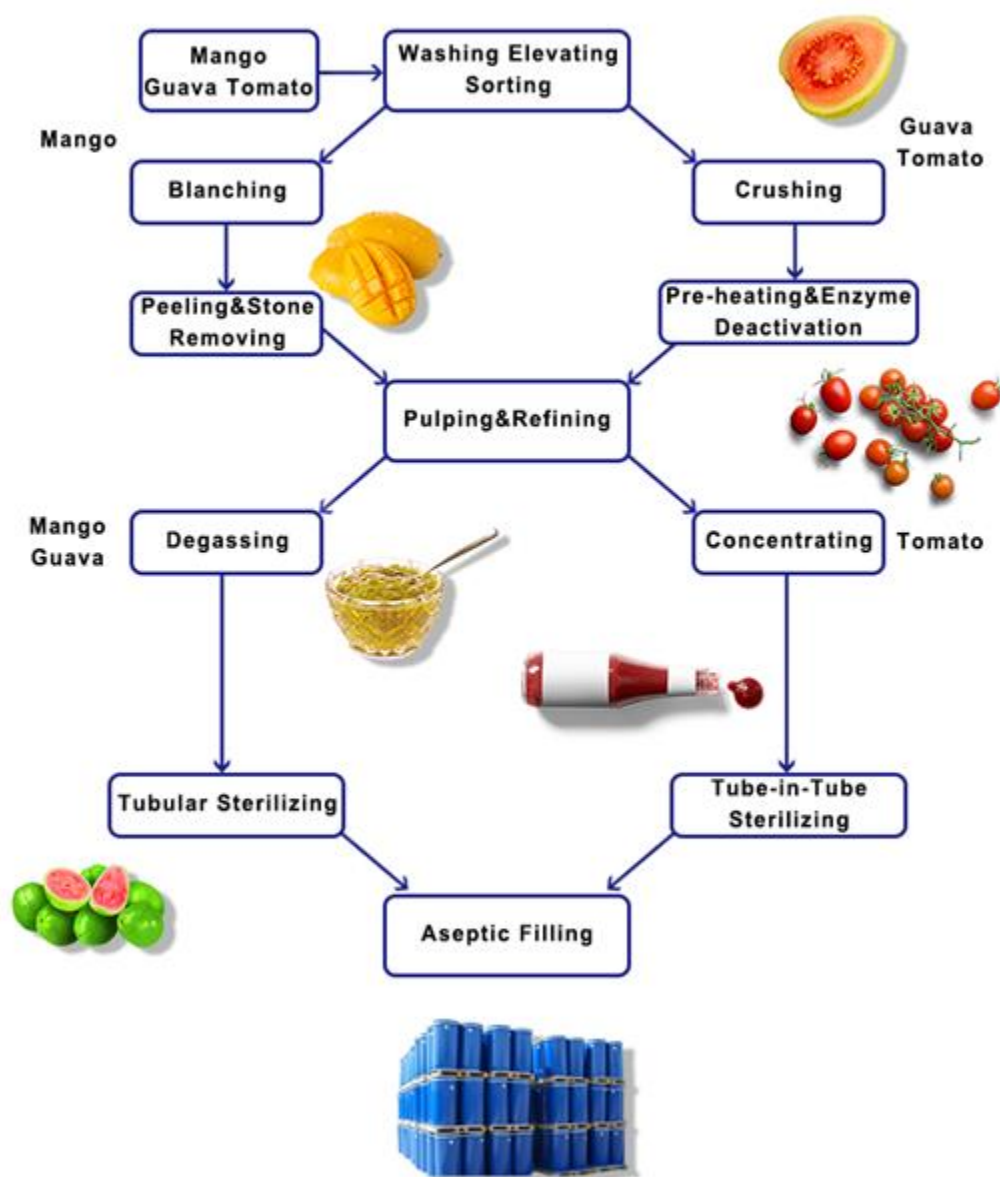 Mango
Guava Tomato
Washing Elevating
Sorting
Mango
Guava
Tomato
Blanching
Crushing
Peeling&Stone
Removing
Pre-heating&Enzyme
Deactivation
Pulping&Refining
Mango
Guava
Degassing
Concentrating
Tomato
Tubular Sterilizing
Tube-in-Tube
Sterilizing
Aseptic Filling